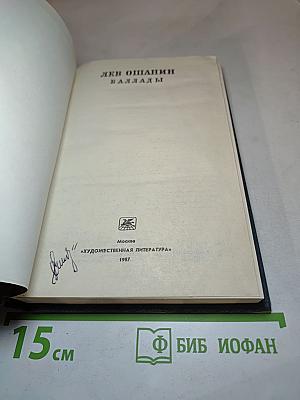 ЛЕВ ОШАНИН
БАЛЛАДЫ
Москва
«ХУДОЖЕСТВЕННАЯ ЛИТЕРАТУРА»
1987
15 см
Ф БИБ ИОФАН